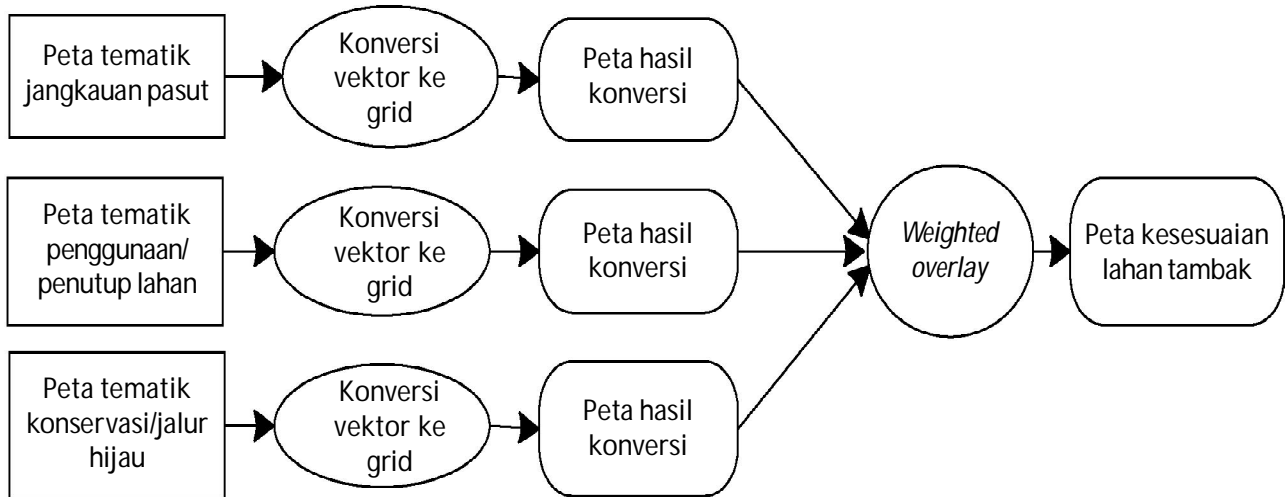 Peta tematik
jangkauan pasut
Konversi
vektor ke
grid
Peta hasil
konversi
Peta tematik
penggunaan/
penutup lahan
Konversi
vektor ke
grid
Peta hasil
konversi
Weighted
overlay
Peta kesesuaian
lahan tambak
Peta tematik
konservasi/jalur
hijau
Konversi
vektor ke
grid
Peta hasil
konversi